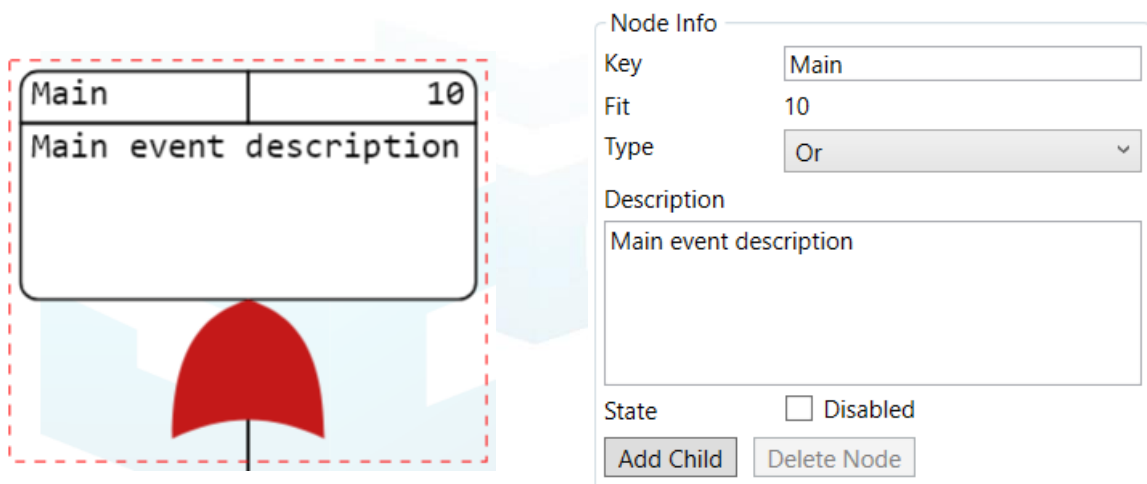 Main 10
Main event description
Node Info
Key Main
Fit 10
Type Or
Description
Main event description
State Disabled
Add Child Delete Node